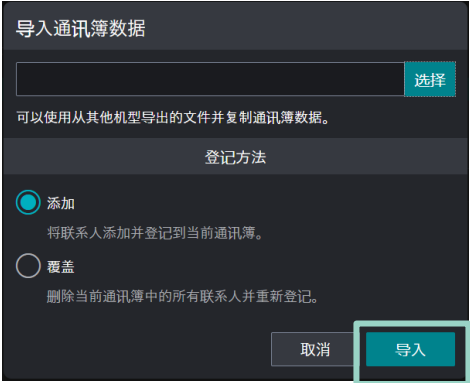 导入通讯簿数据
选择
可以使用从其他机型导出的文件并复制通讯簿数据。
登记方法
添加
将联系人添加并登记到当前通讯簿。
覆盖
删除当前通讯簿中的所有联系人并重新登记。
取消
导入